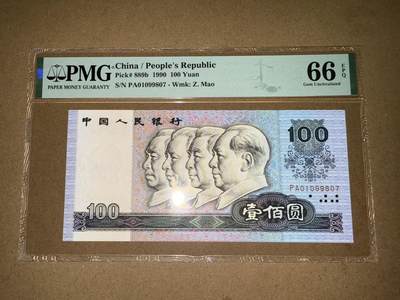 PMG
PAPER MONEY GUARANTY
China / People's Republic
Pick# 889b 1990 100 Yuan
S/N PA01099807 - Wmk: Z. Mao
66 EPQ
Gem Uncirculated
中国人民银行
100
PA01099807
100
壹佰圆